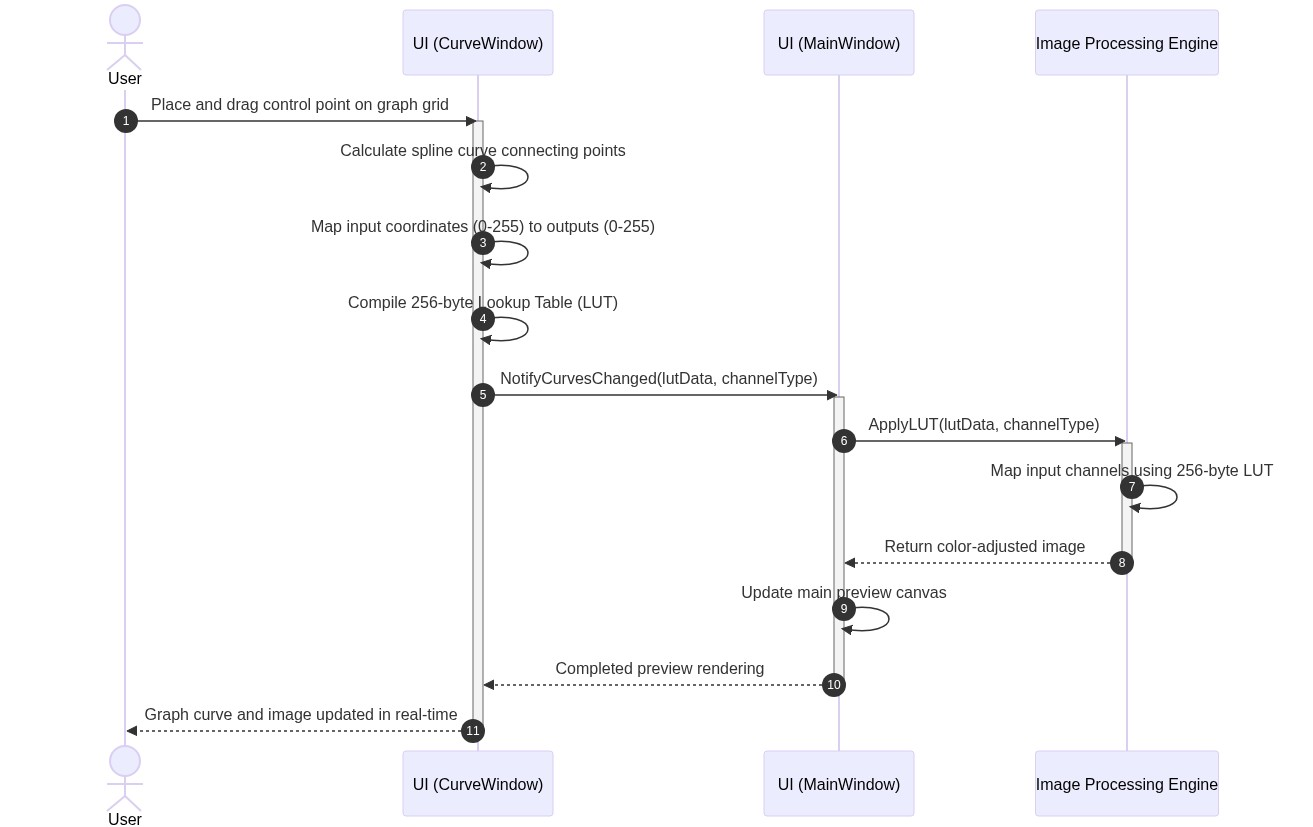 User
UI (CurveWindow)
UI (MainWindow)
Image Processing Engine
Place and drag control point on graph grid
1
Calculate spline curve connecting points
2
Map input coordinates (0-255) to outputs (0-255)
3
Compile 256-byte Lookup Table (LUT)
4
NotifyCurvesChanged(lutData, channelType)
5
ApplyLUT(lutData, channelType)
6
Map input channels using 256-byte LUT
7
Return color-adjusted image
8
Update main preview canvas
9
Completed preview rendering
10
Graph curve and image updated in real-time
11
User
UI (CurveWindow)
UI (MainWindow)
Image Processing Engine